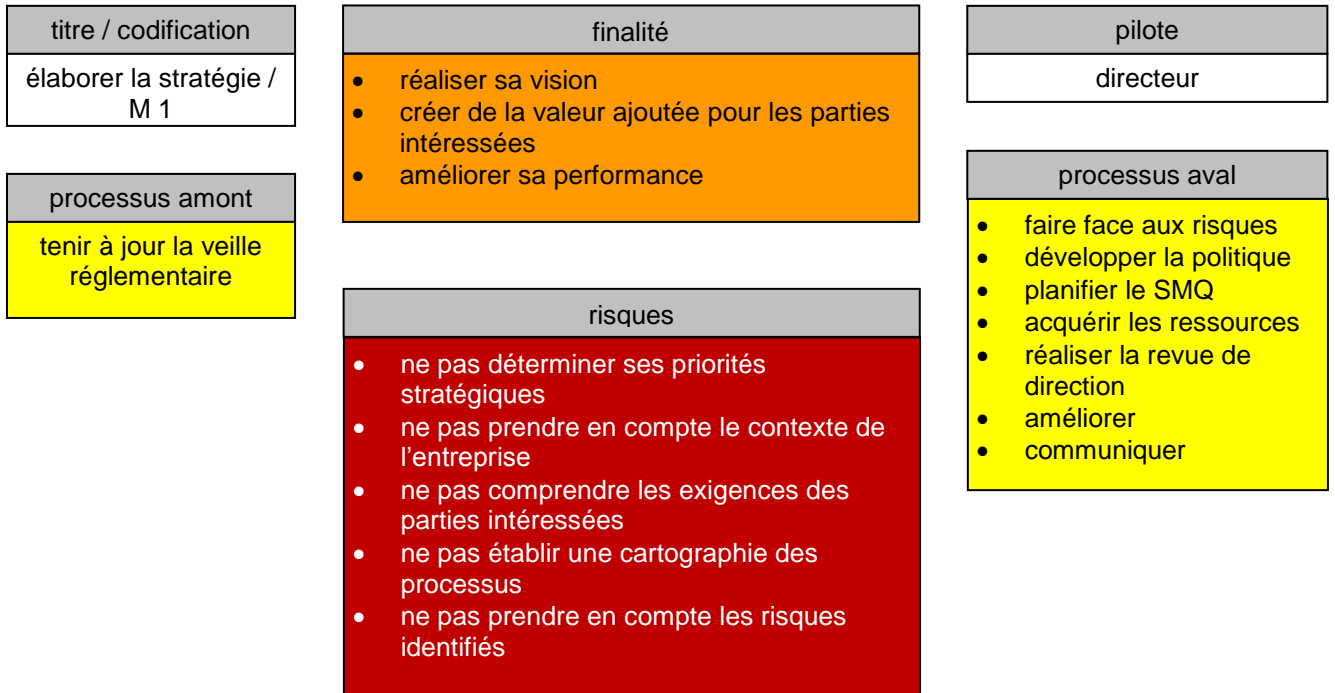 titre / codification
élaborer la stratégie /
M 1
processus amont
tenir à jour la veille
réglementaire
finalité
• réaliser sa vision
• créer de la valeur ajoutée pour les parties
intéressées
• améliorer sa performance
risques
• ne pas déterminer ses priorités
stratégiques
• ne pas prendre en compte le contexte de
l’entreprise
• ne pas comprendre les exigences des
parties intéressées
• ne pas établir une cartographie des
processus
• ne pas prendre en compte les risques
identifiés
pilote
directeur
processus aval
• faire face aux risques
• développer la politique
• planifier le SMQ
• acquérir les ressources
• réaliser la revue de
direction
• améliorer
• communiquer